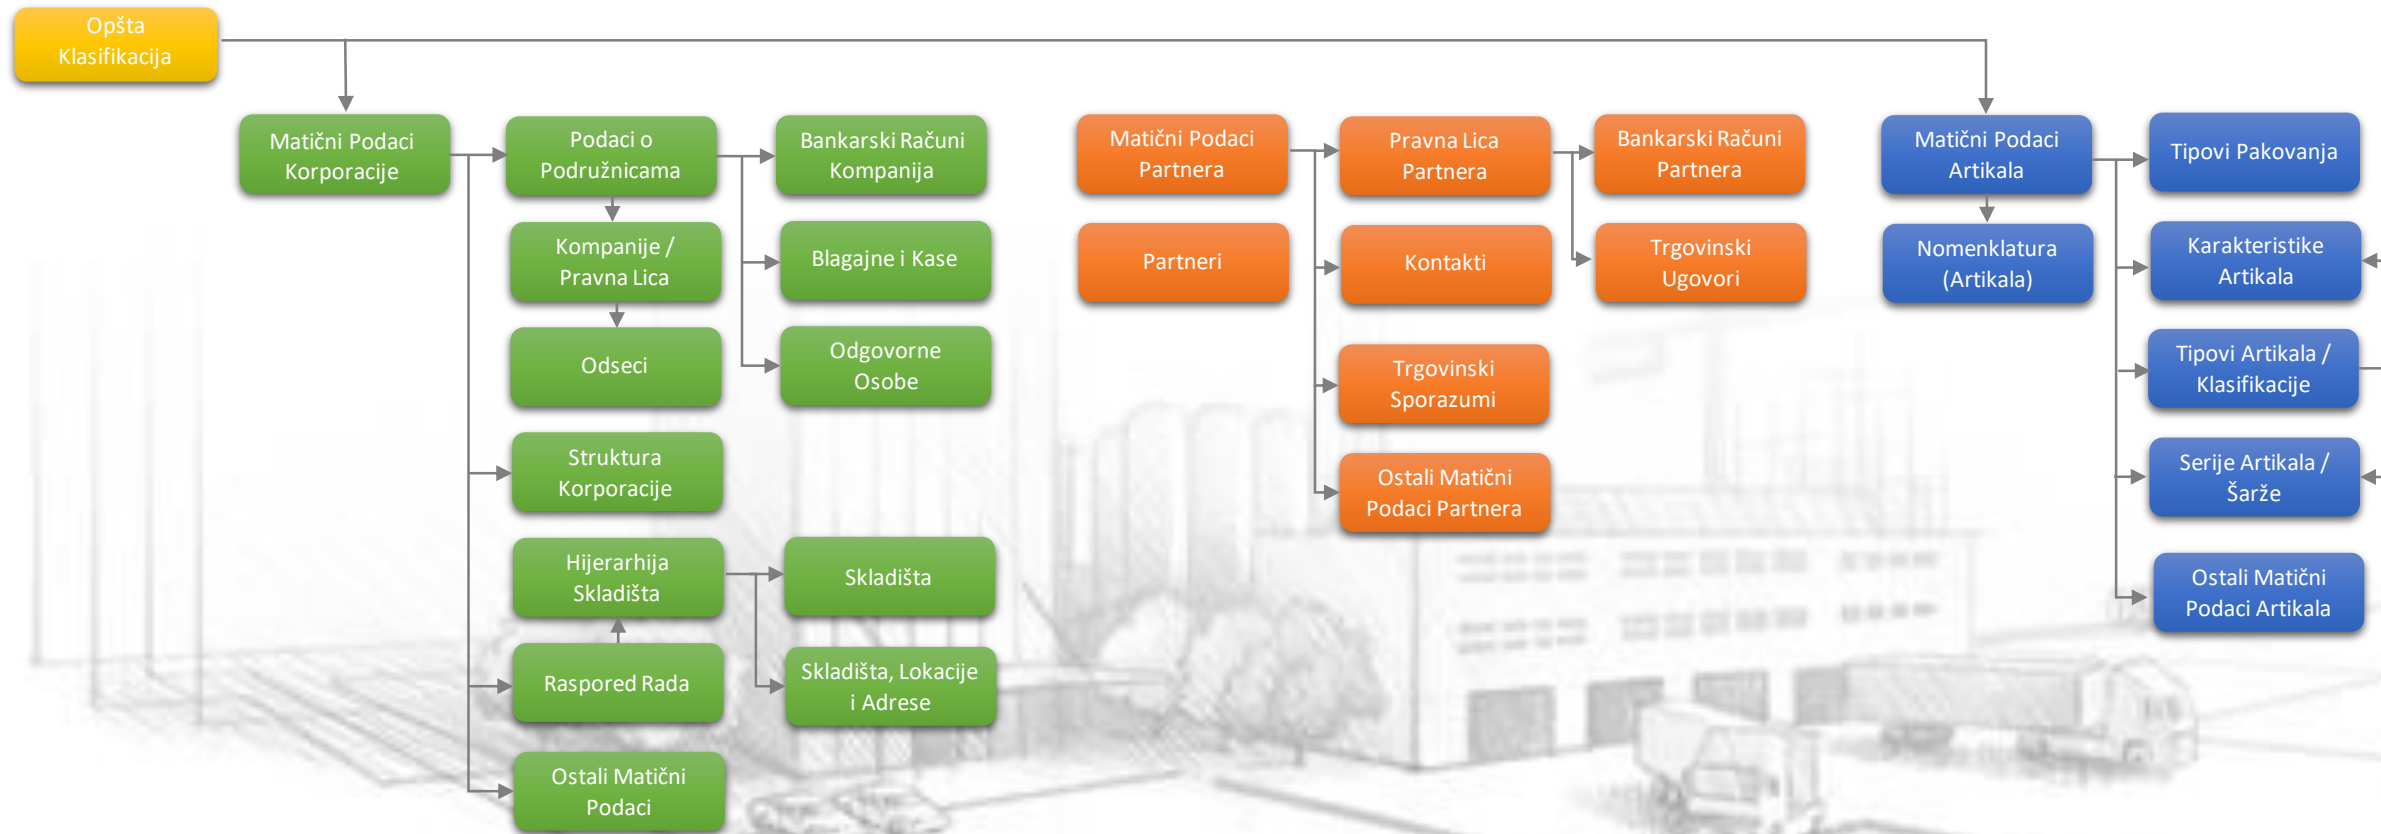 Opšta
Klasifikacija
Matični Podaci
Korporacije
Podaci o
Podružnicama
Bankarski Računi
Kompanija
Kompanije /
Pravna Lica
Blagajne i Kase
Odseci
Odgovorne
Osobe
Struktura
Korporacije
Hijerarhija
Skladišta
Skladišta
Raspored Rada
Skladišta, Lokacije
i Adrese
Ostali Matični
Podaci
Matični Podaci
Partnera
Pravna Lica
Partnera
Bankarski Računi
Partnera
Partneri
Kontakti
Trgovinski
Ugovori
Trgovinski
Sporazumi
Ostali Matični
Podaci Partnera
Matični Podaci
Artikala
Tipovi Pakovanja
Nomenklatura
(Artikala)
Karakteristike
Artikala
Tipovi Artikala /
Klasifikacije
Serije Artikala /
Šarže
Ostali Matični
Podaci Artikala